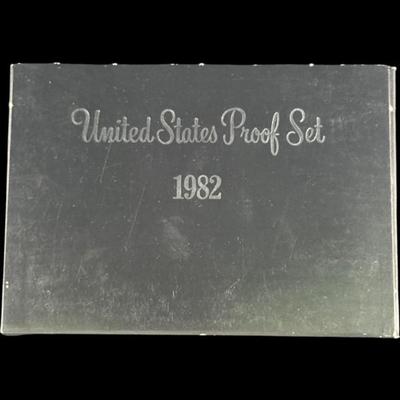 United States Proof Set
1982